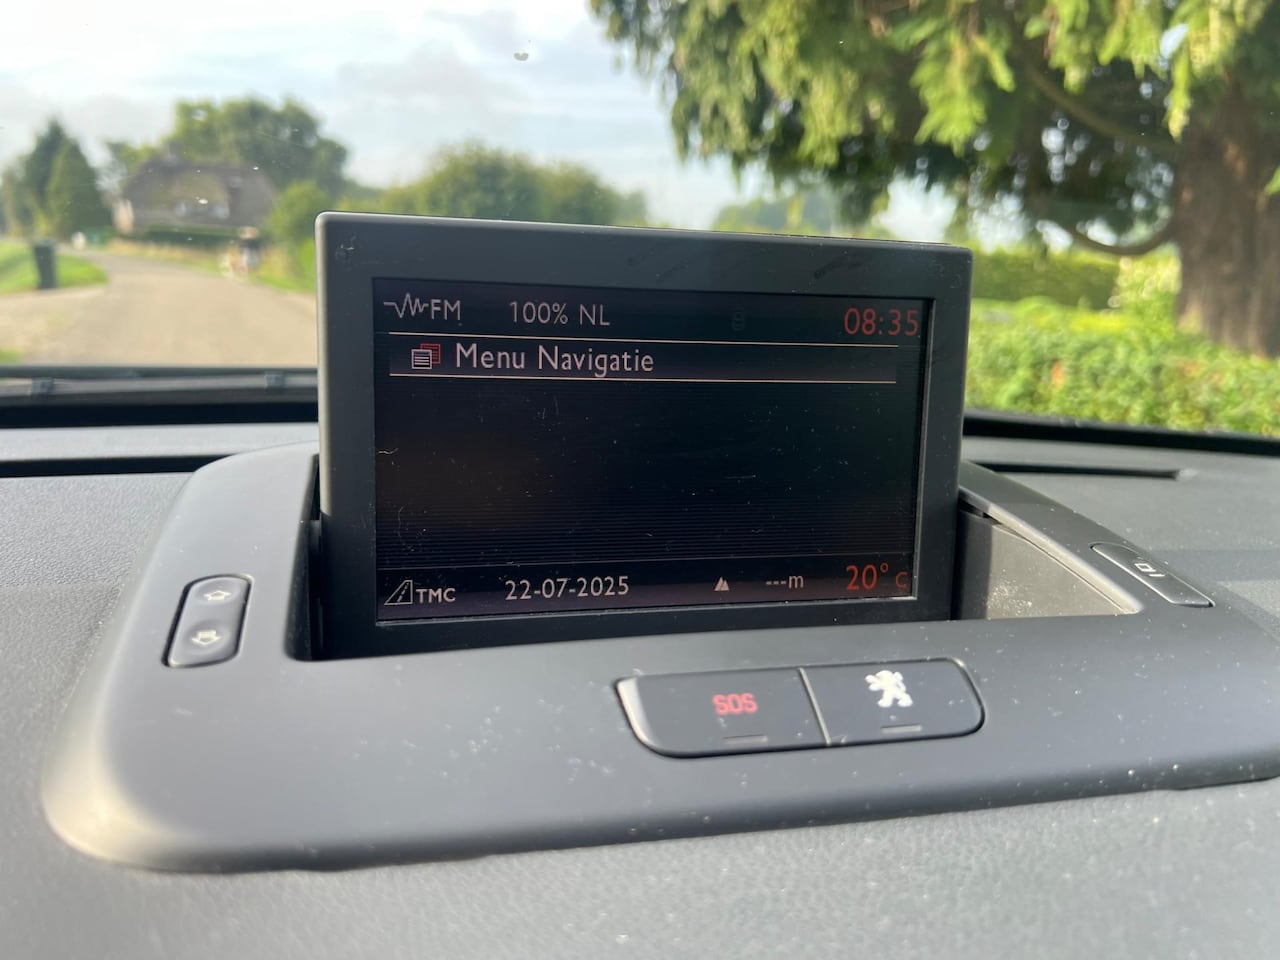 FM 100% NL 08:35
Menu Navigatie
TMC 22-07-2025 ---m 20° C
SOS